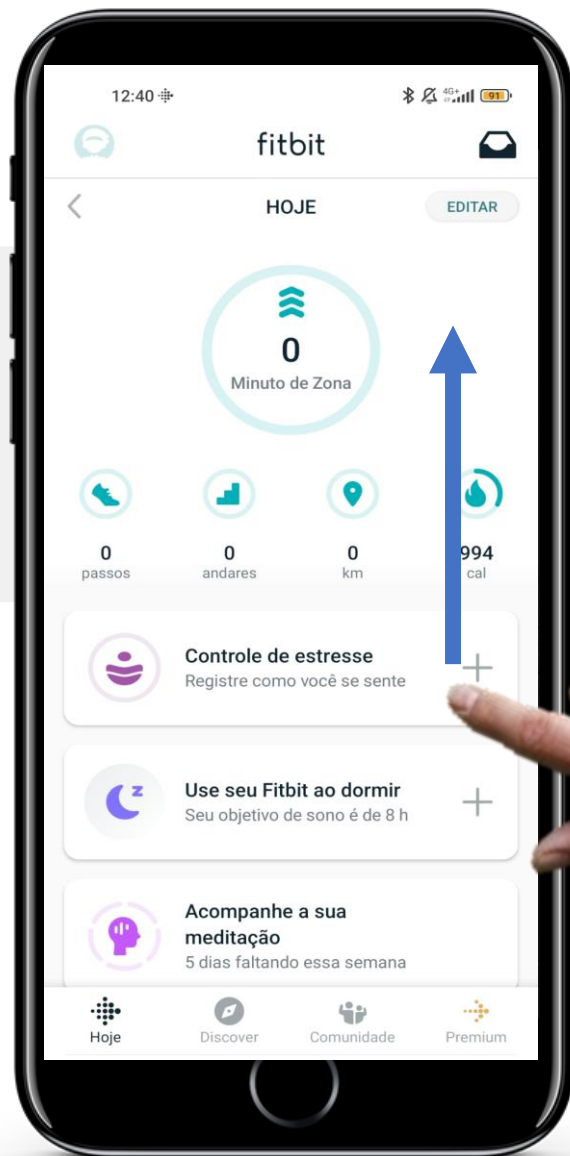 12:40
4G+
91
fitbit
HOJE
EDITAR
0
Minuto de Zona
0
0
0
994
passos
andares
km
cal
Controle de estresse
Registre como você se sente
Use seu Fitbit ao dormir
Seu objetivo de sono é de 8 h
Acompanhe a sua
meditação
5 dias faltando essa semana
Hoje
Discover
Comunidade
Premium